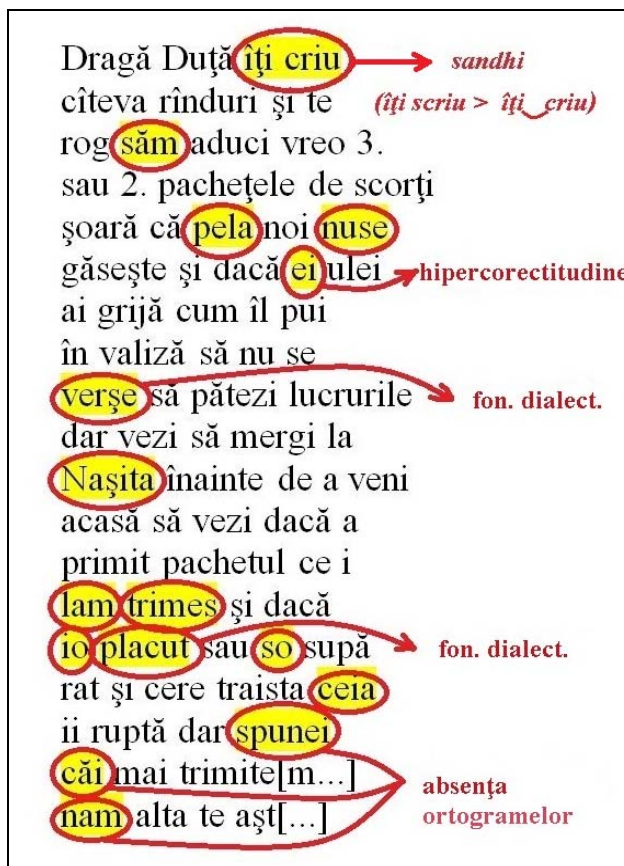 Dragă Duţă îţi criu
sandhi
cîteva rînduri şi te
(îţi scriu > îţi criu)
rog săm aduci vreo 3.
sau 2. pacheţele de scorţi
şoară că pela noi nuse
găseşte şi dacă ei ulei
hipercorectitudine
ai grijă cum îl pui
în valiză să nu se
verşe să pătezi lucrurile
fon. dialect.
dar vezi să mergi la
Naşita înainte de a veni
acasă să vezi dacă a
primit pachetul ce i
lam trimes şi dacă
io placut sau so supă
fon. dialect.
rat şi cere traista ceia
ii ruptă dar spunei
căi mai trimite[m...]
absenţa
nam alta te aşt[...]
ortogramelor